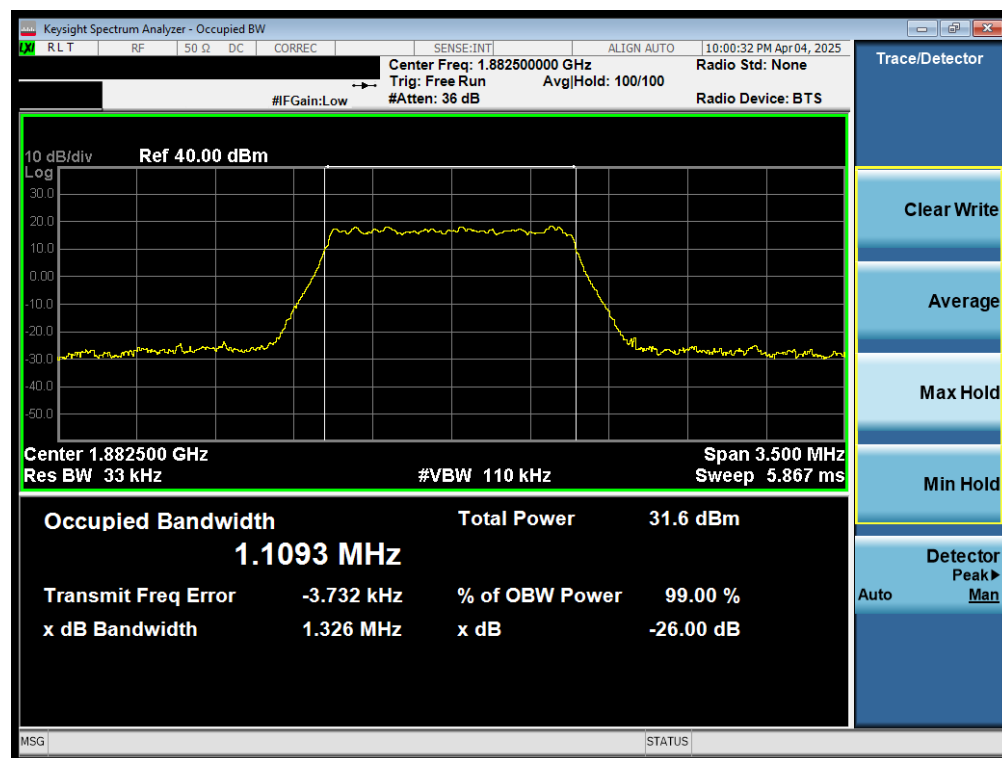 Keysight Spectrum Analyzer - Occupied BW
LXI RLT RF 50 Ω DC CORREC SENSE:INT ALIGN AUTO 10:00:32 PM Apr 04, 2025
Center Freq: 1.882500000 GHz Radio Std: None
Trig: Free Run Avg|Hold: 100/100
#IFGain:Low #Atten: 36 dB Radio Device: BTS
10 dB/div Ref 40.00 dBm
Log
30.0
20.0
10.0
0.00
-10.0
-20.0
-30.0
-40.0
-50.0
Center 1.882500 GHz Span 3.500 MHz
Res BW 33 kHz #VBW 110 kHz Sweep 5.867 ms
Occupied Bandwidth Total Power 31.6 dBm
1.1093 MHz
Transmit Freq Error -3.732 kHz % of OBW Power 99.00 %
x dB Bandwidth 1.326 MHz x dB -26.00 dB
MSG STATUS
Trace/Detector
Clear Write
Average
Max Hold
Min Hold
Detector
Peak▶
Auto Man